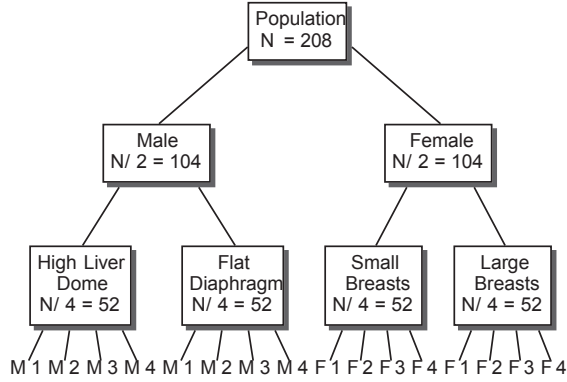 Population
N = 208
Male
N/ 2 = 104
Female
N/ 2 = 104
High Liver
Dome
N/ 4 = 52
Flat
Diaphragm
N/ 4 = 52
Small
Breasts
N/ 4 = 52
Large
Breasts
N/ 4 = 52
M 1 M 2 M 3 M 4 M 1 M 2 M 3 M 4 F 1 F 2 F 3 F 4 F 1 F 2 F 3 F 4